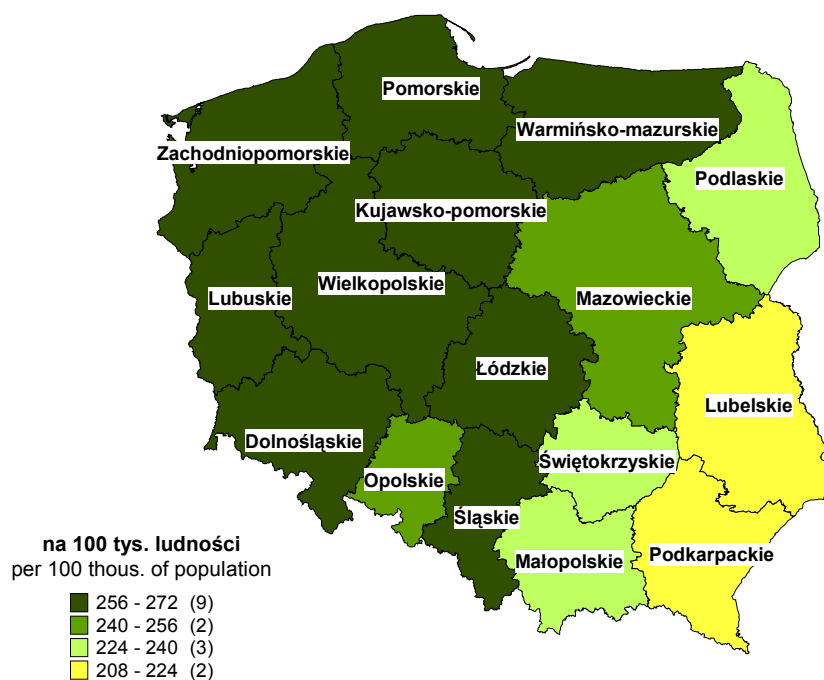 Pomorskie
Warmińsko-mazurskie
Zachodniopomorskie
Podlaskie
Kujawsko-pomorskie
Wielkopolskie
Lubuskie
Mazowieckie
Łódzkie
Lubelskie
Dolnośląskie
Świętokrzyskie
Opolskie
Śląskie
Małopolskie
Podkarpackie
na 100 tys. ludności
per 100 thous. of population
256 - 272 (9)
240 - 256 (2)
224 - 240 (3)
208 - 224 (2)